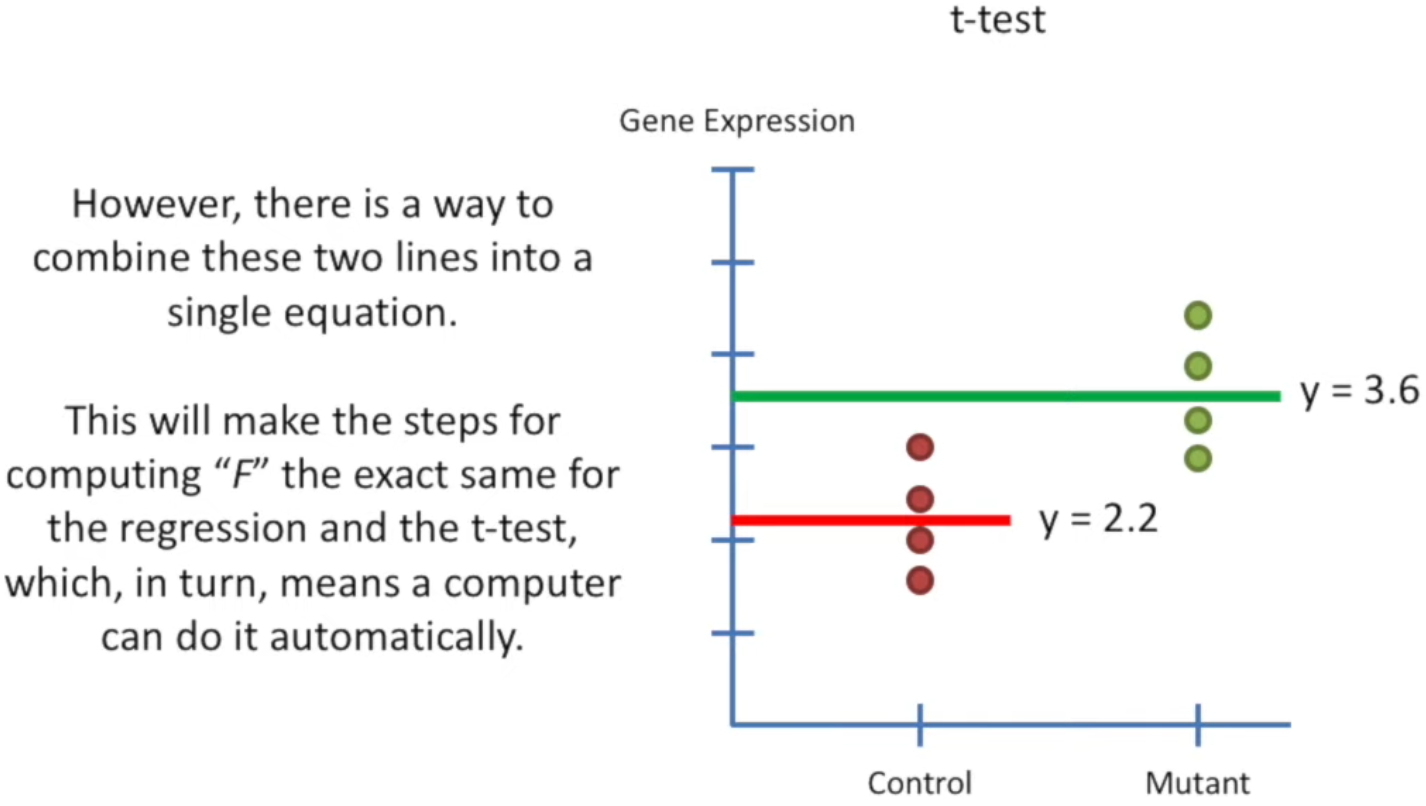 t-test
Gene Expression
However, there is a way to
combine these two lines into a
single equation.
This will make the steps for
computing “F” the exact same for
the regression and the t-test,
which, in turn, means a computer
can do it automatically.
y = 3.6
y = 2.2
Control
Mutant